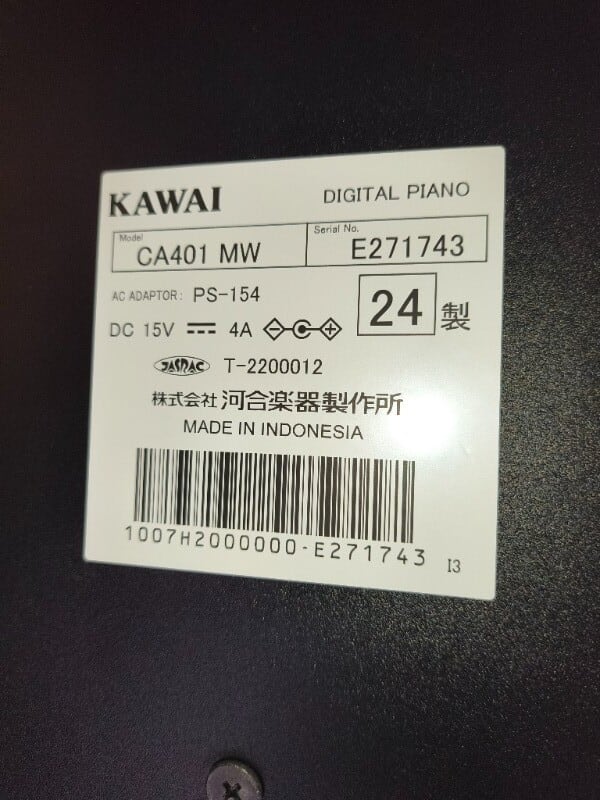 KAWAI DIGITAL PIANO
Model CA401 MW Serial No. E271743
AC ADAPTOR: PS-154
DC 15V 4A
24 製
JASRAC T-2200012
株式会社 河合楽器製作所
MADE IN INDONESIA
1007H2000000-E271743 I3